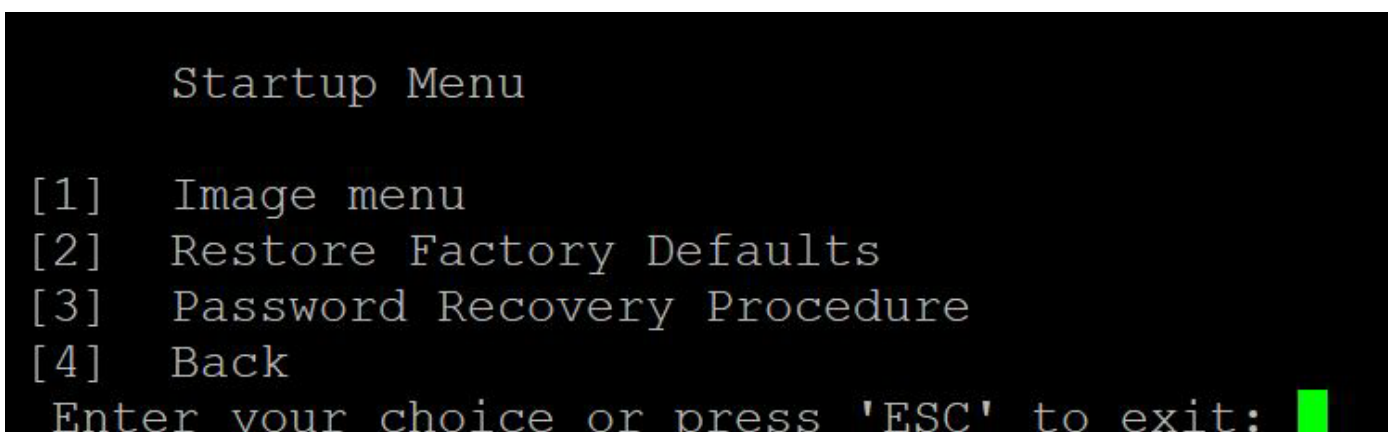 Startup Menu
[1] Image menu
[2] Restore Factory Defaults
[3] Password Recovery Procedure
[4] Back
Enter your choice or press 'ESC' to exit: